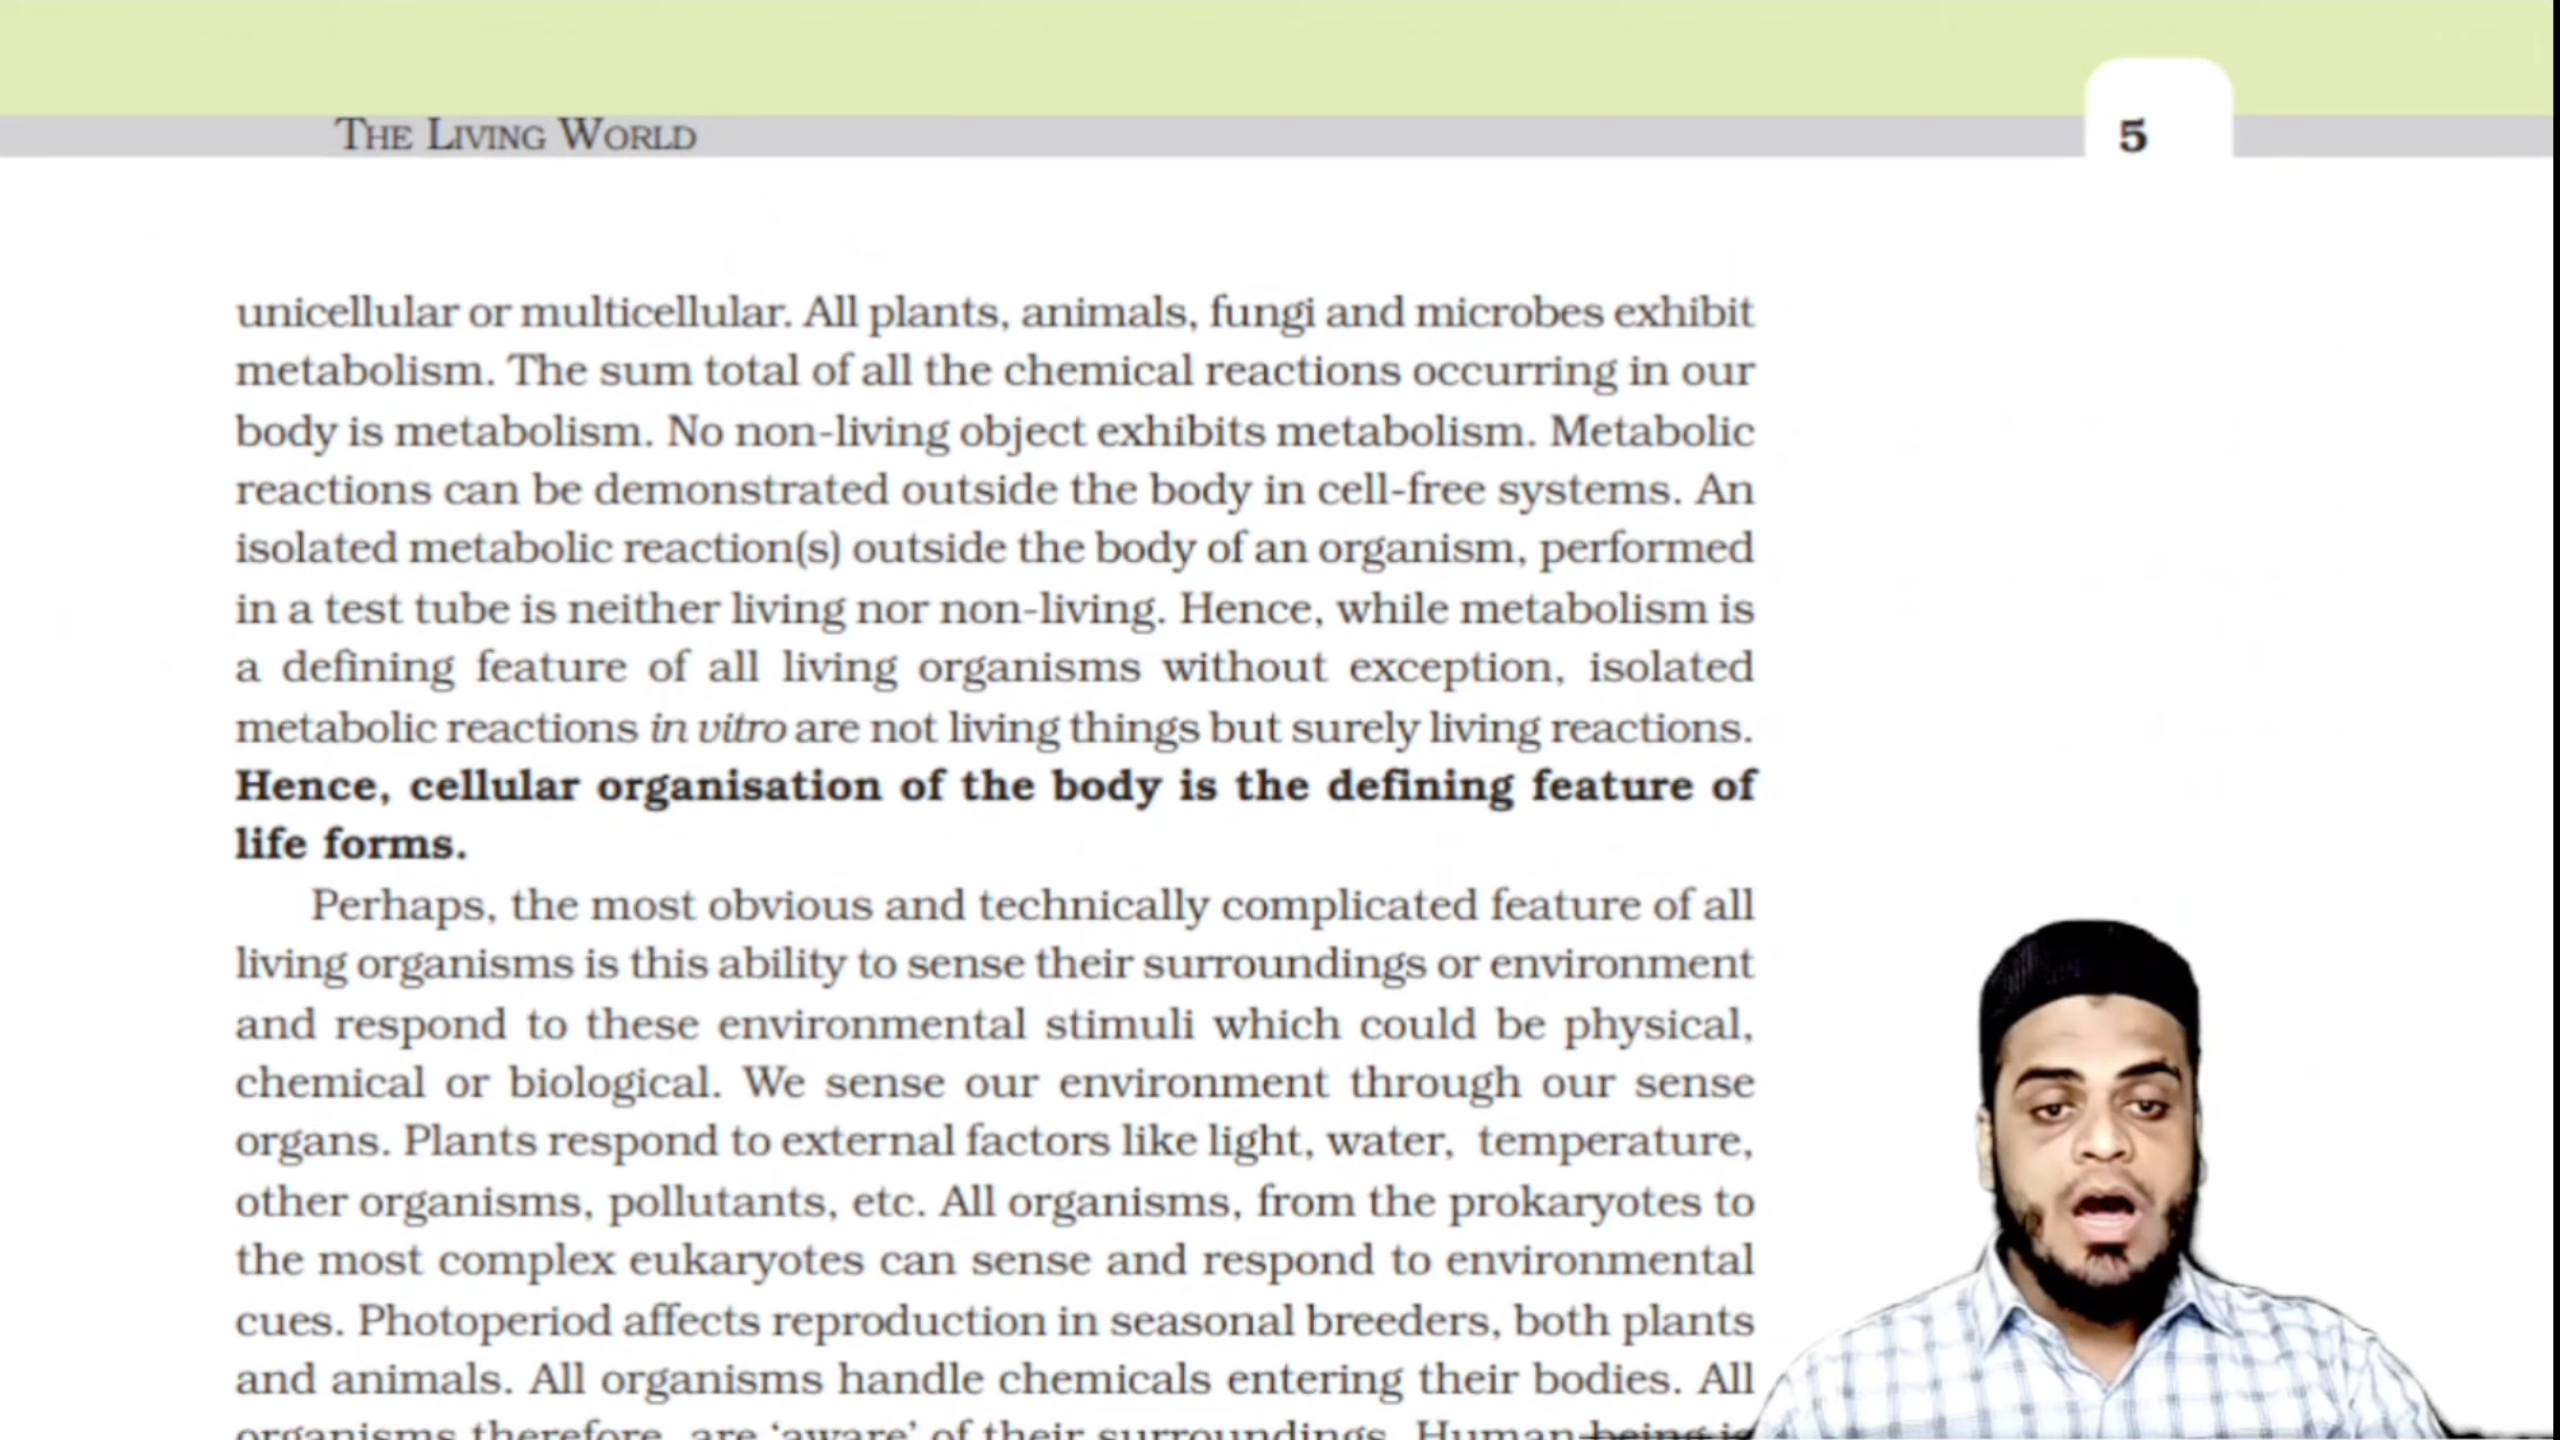 THE LIVING WORLD
5
unicellular or multicellular. All plants, animals, fungi and microbes exhibit
metabolism. The sum total of all the chemical reactions occurring in our
body is metabolism. No non-living object exhibits metabolism. Metabolic
reactions can be demonstrated outside the body in cell-free systems. An
isolated metabolic reaction(s) outside the body of an organism, performed
in a test tube is neither living nor non-living. Hence, while metabolism is
a defining feature of all living organisms without exception, isolated
metabolic reactions in vitro are not living things but surely living reactions.
Hence, cellular organisation of the body is the defining feature of
life forms.
Perhaps, the most obvious and technically complicated feature of all
living organisms is this ability to sense their surroundings or environment
and respond to these environmental stimuli which could be physical,
chemical or biological. We sense our environment through our sense
organs. Plants respond to external factors like light, water, temperature,
other organisms, pollutants, etc. All organisms, from the prokaryotes to
the most complex eukaryotes can sense and respond to environmental
cues. Photoperiod affects reproduction in seasonal breeders, both plants
and animals. All organisms handle chemicals entering their bodies. All
organisms therefore, are ‘aware’ of their surroundings. Human being is